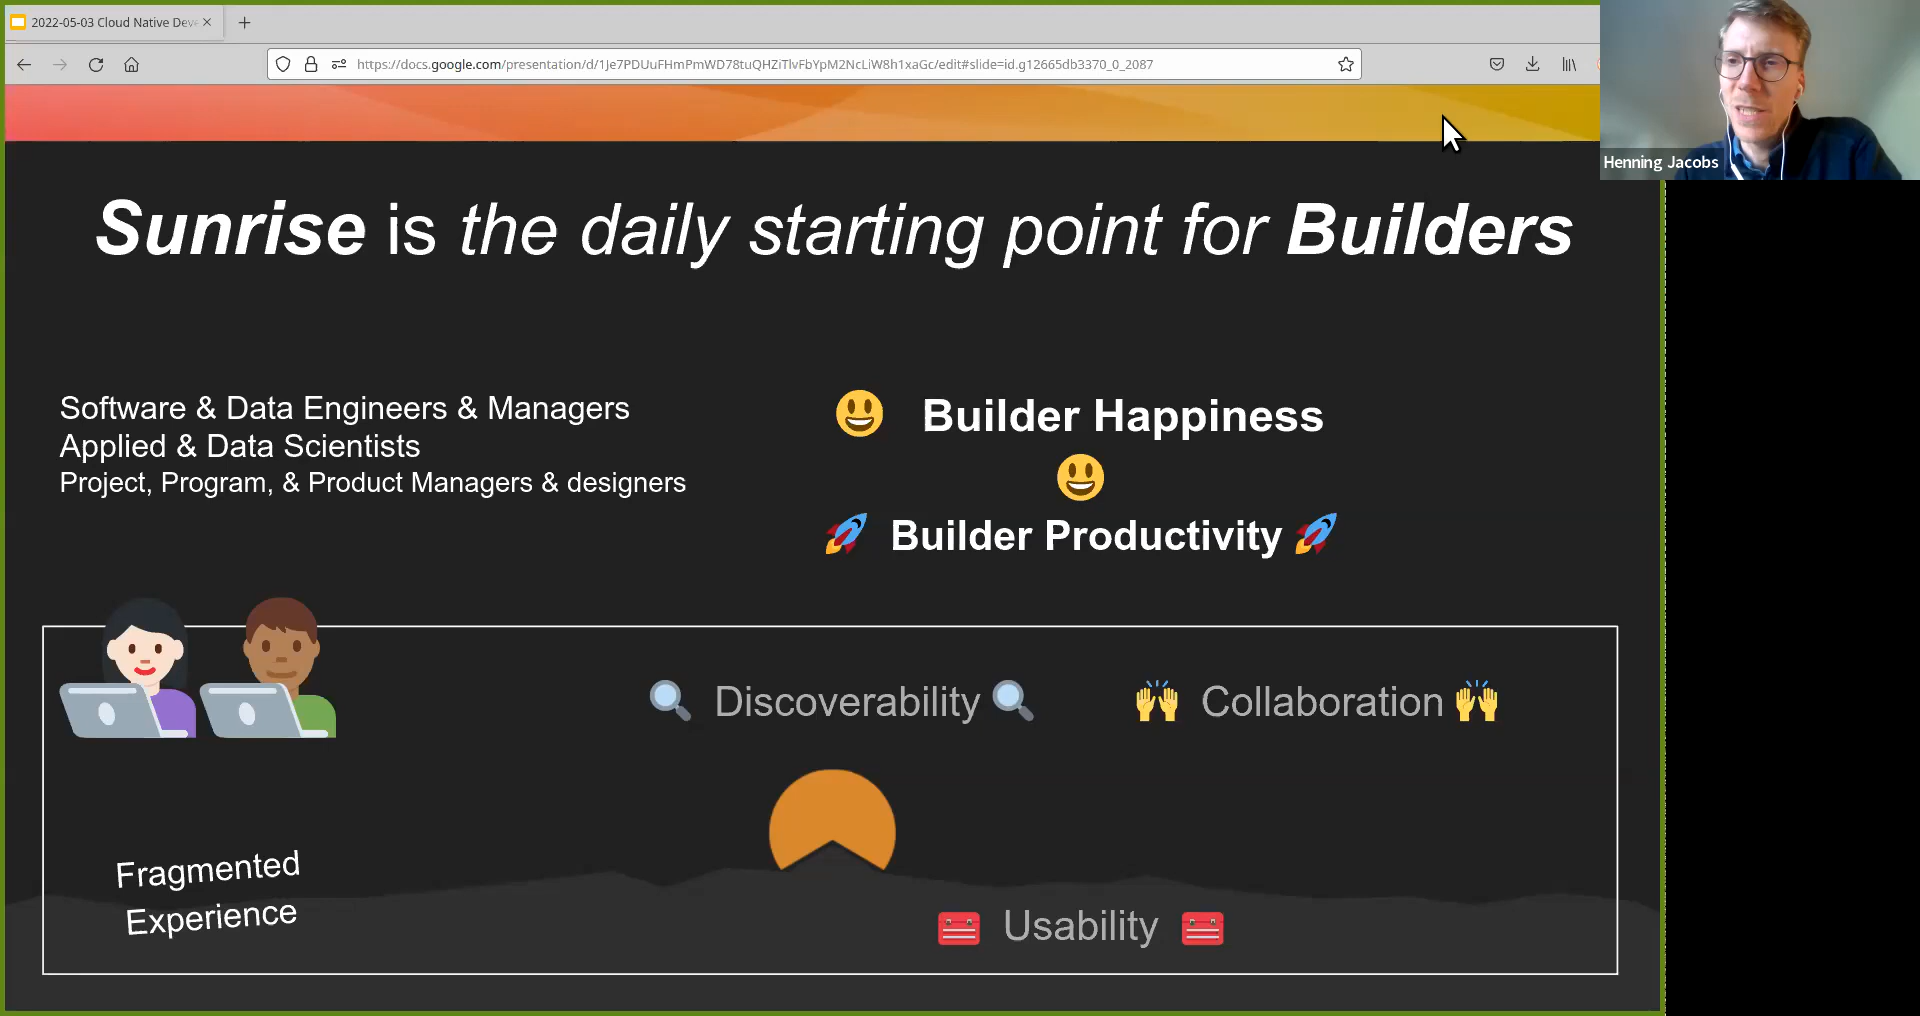 2022-05-03 Cloud Native Deve
https://docs.google.com/presentation/d/1Je7PDUuFHmPmWD78tuQHZiTlvFbYpM2NcLiW8h1xaGc/edit#slide=id.g12665db3370_0_2087
Henning Jacobs
Sunrise is the daily starting point for Builders
Software & Data Engineers & Managers
Applied & Data Scientists
Project, Program, & Product Managers & designers
Builder Happiness
Builder Productivity
Discoverability
Collaboration
Fragmented
Experience
Usability